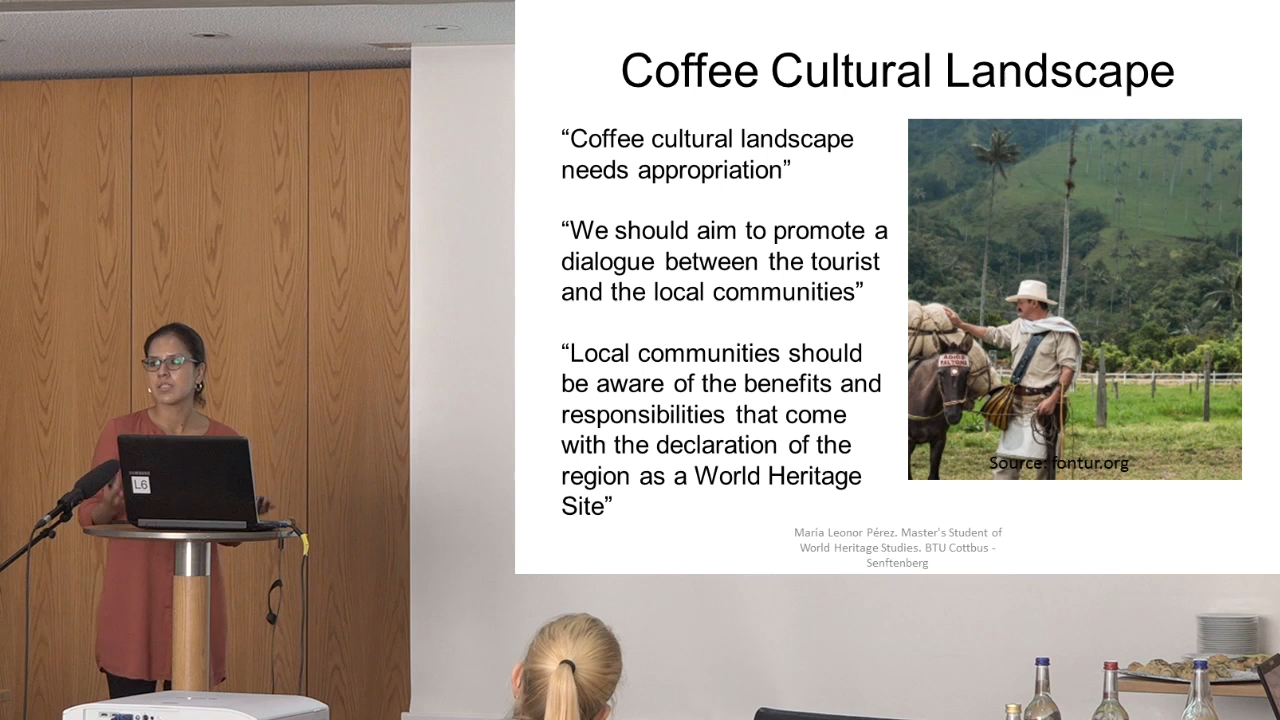 Coffee Cultural Landscape
“Coffee cultural landscape
needs appropriation”
“We should aim to promote a
dialogue between the tourist
and the local communities”
“Local communities should
be aware of the benefits and
responsibilities that come
with the declaration of the
region as a World Heritage
Site”
Source: fontur.org
María Leonor Pérez. Master's Student of
World Heritage Studies. BTU Cottbus -
Senftenberg
SAMSUNG
L6